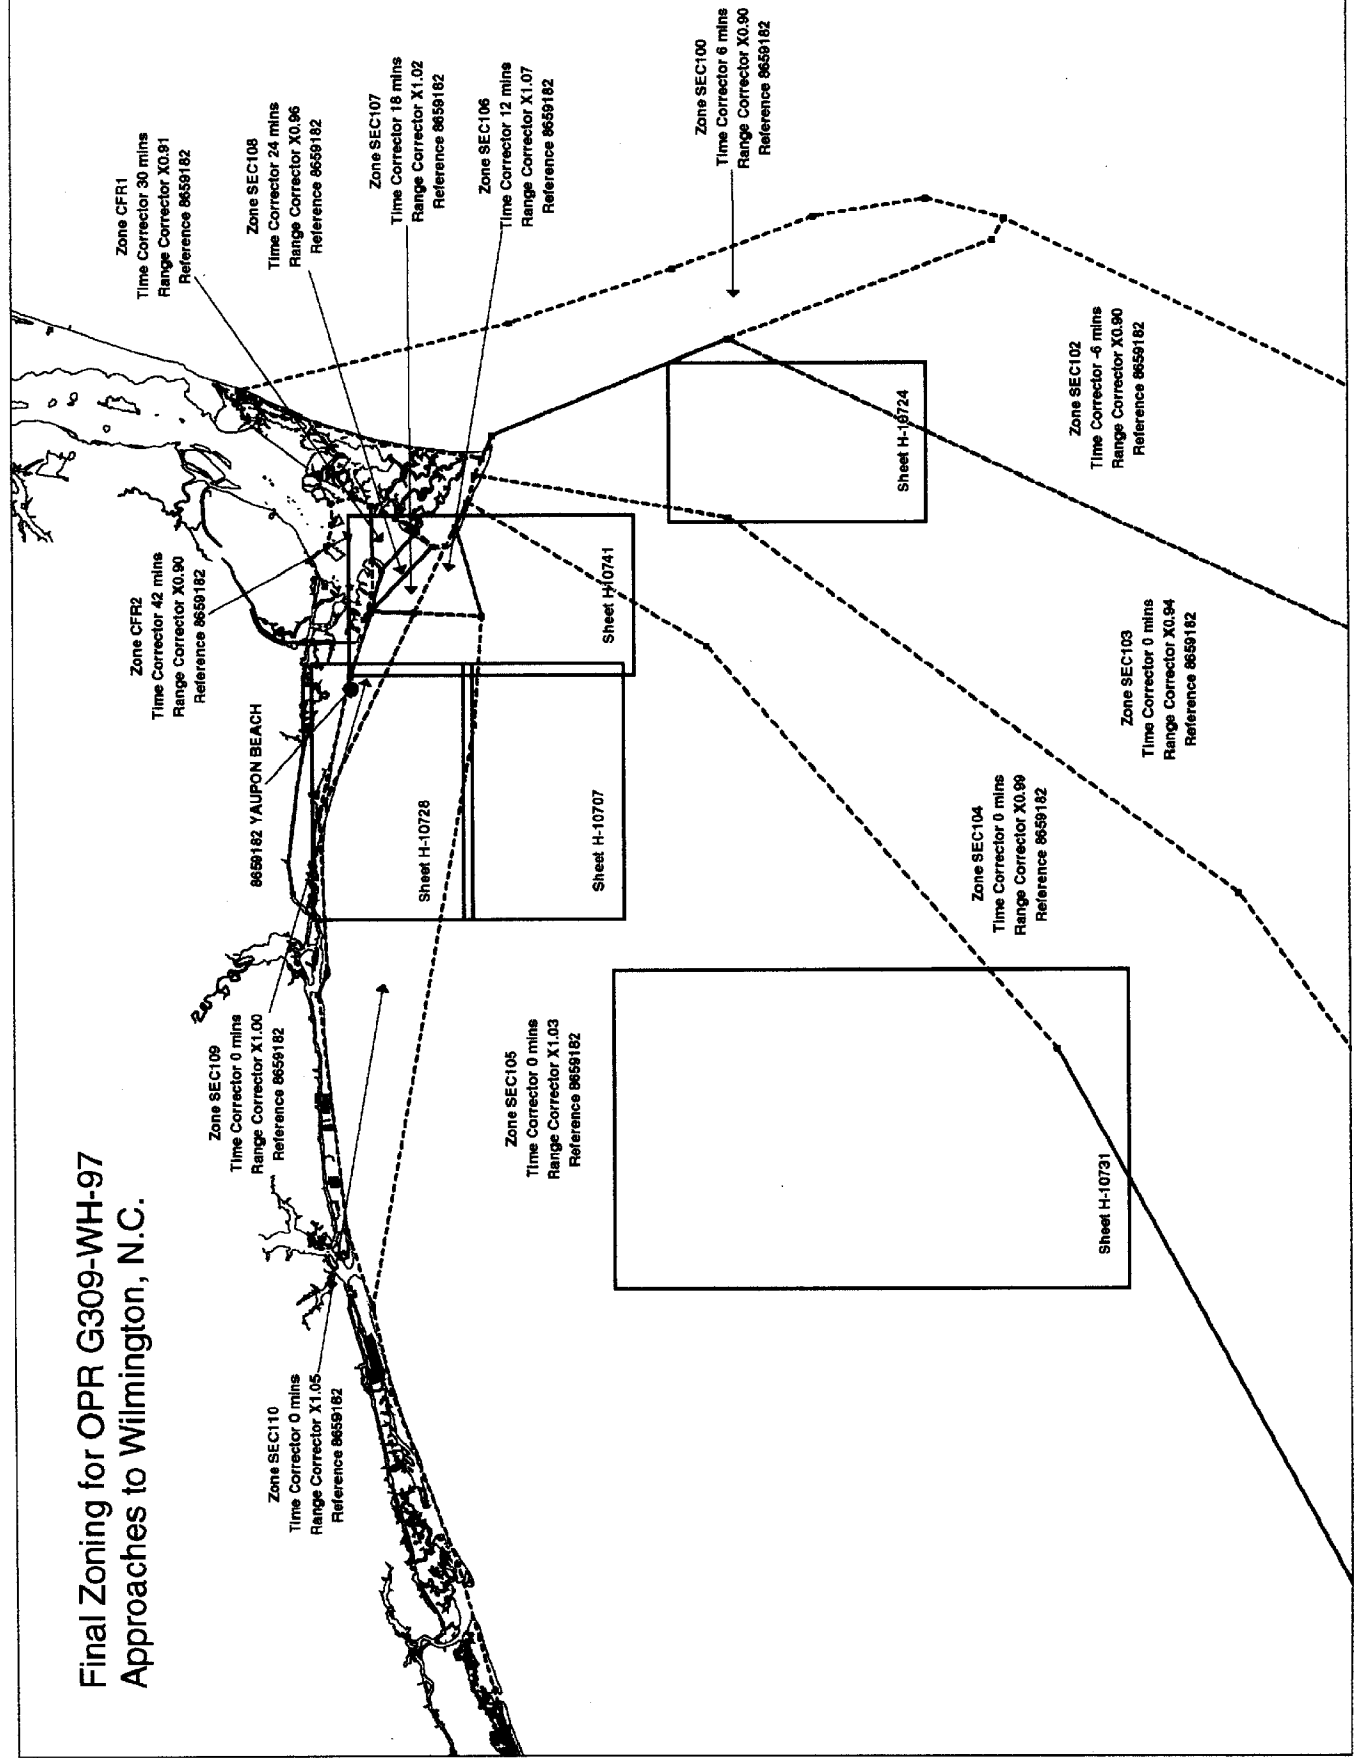 Final Zoning for OPR G309-WH-97
Approaches to Wilmington, N.C.
Zone CFR1
Time Corrector 30 mins
Range Corrector X0.91
Reference 8659182
Zone SEC108
Time Corrector 24 mins
Range Corrector X0.96
Reference 8659182
Zone SEC107
Time Corrector 18 mins
Range Corrector X1.02
Reference 8659182
Zone SEC106
Time Corrector 12 mins
Range Corrector X1.07
Reference 8659182
Zone SEC100
Time Corrector 6 mins
Range Corrector X0.90
Reference 8659182
Zone CFR2
Time Corrector 42 mins
Range Corrector X0.90
Reference 8659182
8659182 YAUPON BEACH
Zone SEC109
Time Corrector 0 mins
Range Corrector X1.00
Reference 8659182
Zone SEC110
Time Corrector 0 mins
Range Corrector X1.05
Reference 8659182
Sheet H-10728
Sheet H-10707
Sheet H-10741
Sheet H-10724
Zone SEC102
Time Corrector -6 mins
Range Corrector X0.90
Reference 8659182
Zone SEC103
Time Corrector 0 mins
Range Corrector X0.94
Reference 8659182
Zone SEC104
Time Corrector 0 mins
Range Corrector X0.99
Reference 8659182
Zone SEC105
Time Corrector 0 mins
Range Corrector X1.03
Reference 8659182
Sheet H-10731